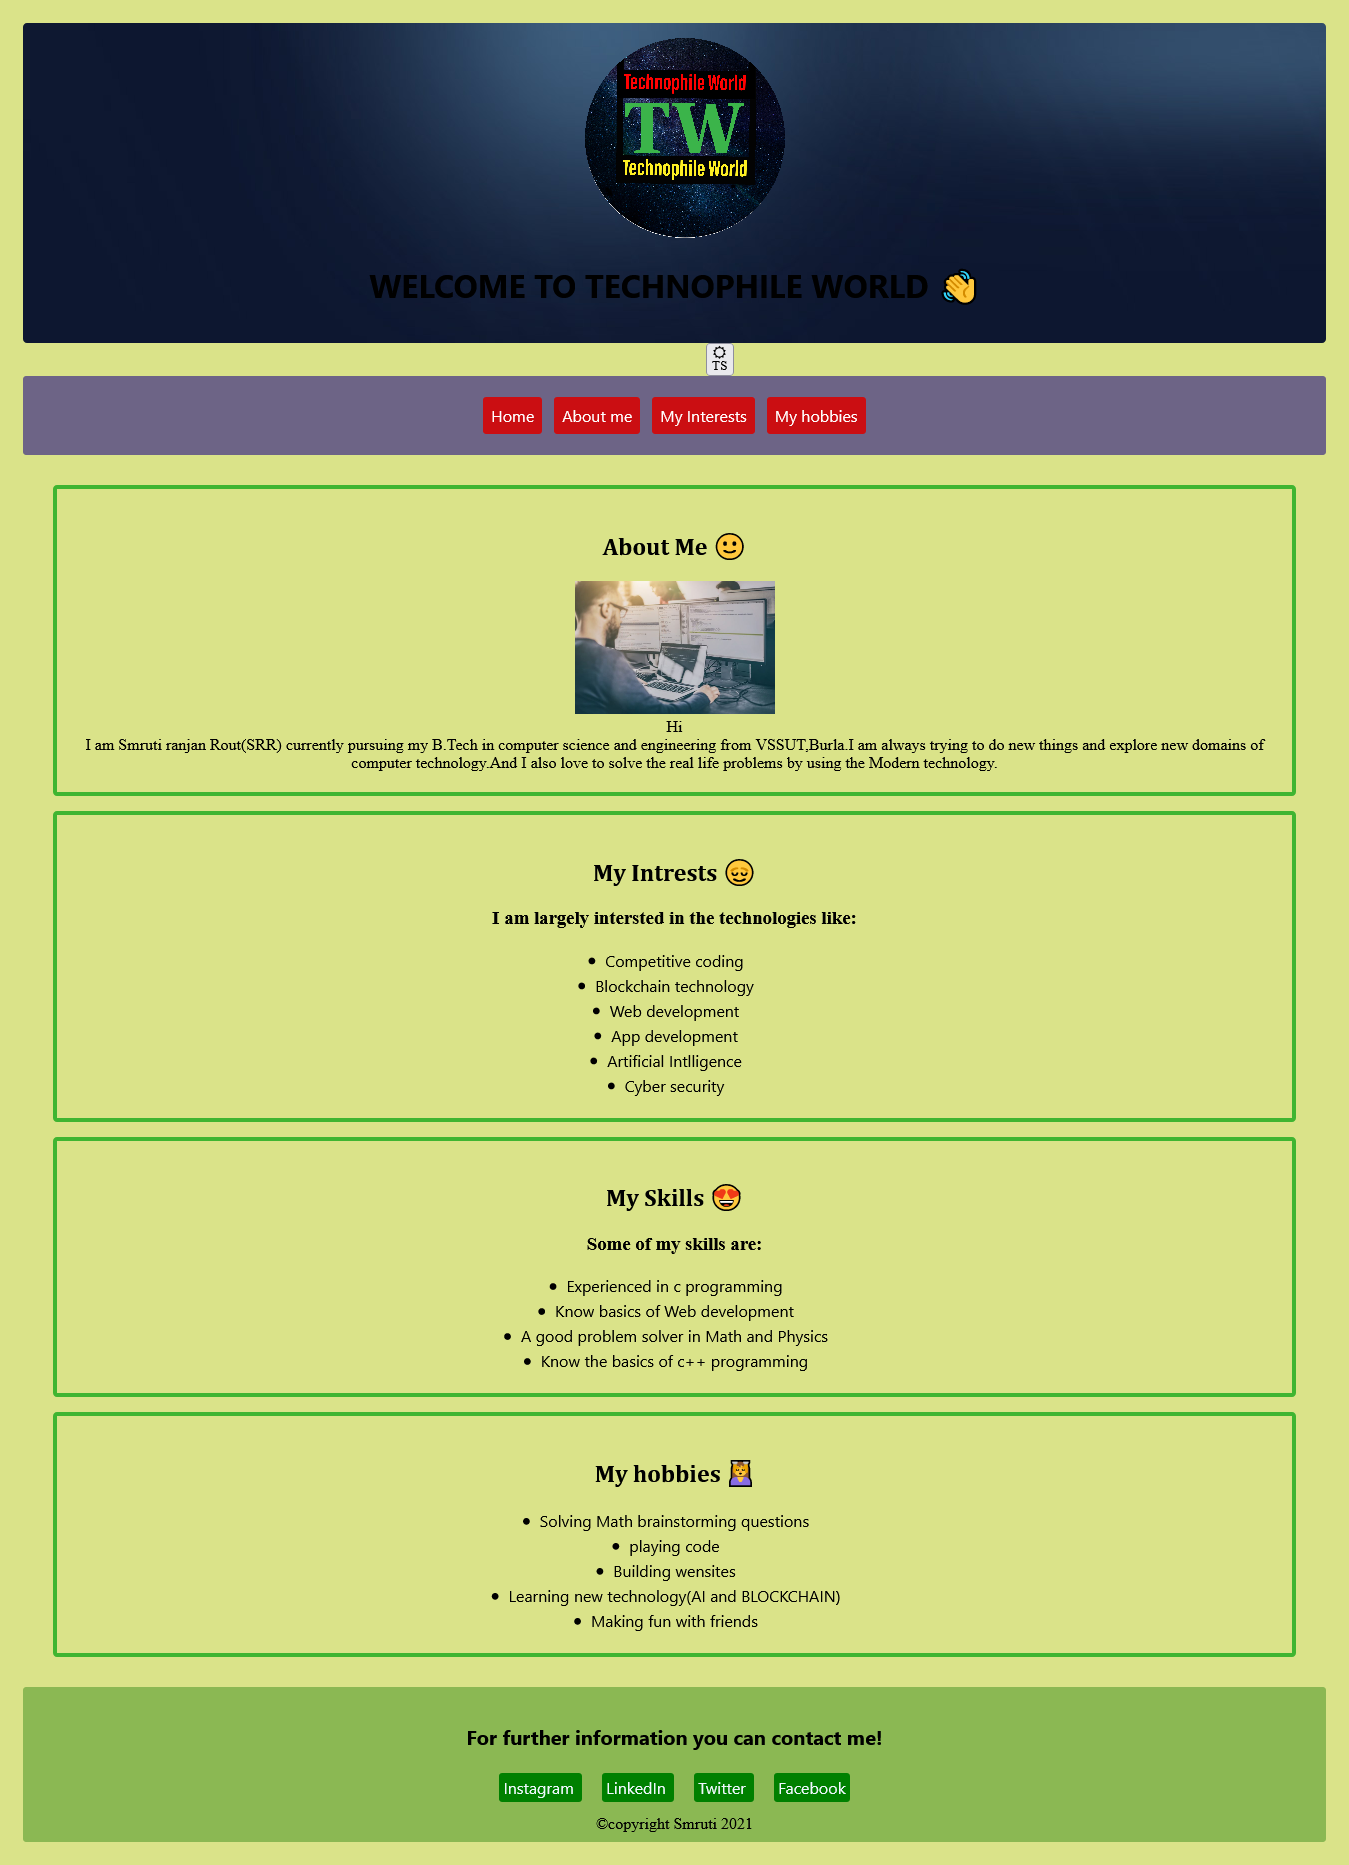 Technophile World
TW
Technophile World
WELCOME TO TECHNOPHILE WORLD 👋
TS
Home About me My Interests My hobbies
About Me 🙂
Hi
I am Smruti ranjan Rout(SRR) currently pursuing my B.Tech in computer science and engineering from VSSUT,Burla.I am always trying to do new things and explore new domains of
computer technology.And I also love to solve the real life problems by using the Modern technology.
My Intrests 😌
I am largely intersted in the technologies like:
• Competitive coding
• Blockchain technology
• Web development
• App development
• Artificial Intlligence
• Cyber security
My Skills 😍
Some of my skills are:
• Experienced in c programming
• Know basics of Web development
• A good problem solver in Math and Physics
• Know the basics of c++ programming
My hobbies 💆
• Solving Math brainstorming questions
• playing code
• Building wensites
• Learning new technology(AI and BLOCKCHAIN)
• Making fun with friends
For further information you can contact me!
Instagram LinkedIn Twitter Facebook
©copyright Smruti 2021